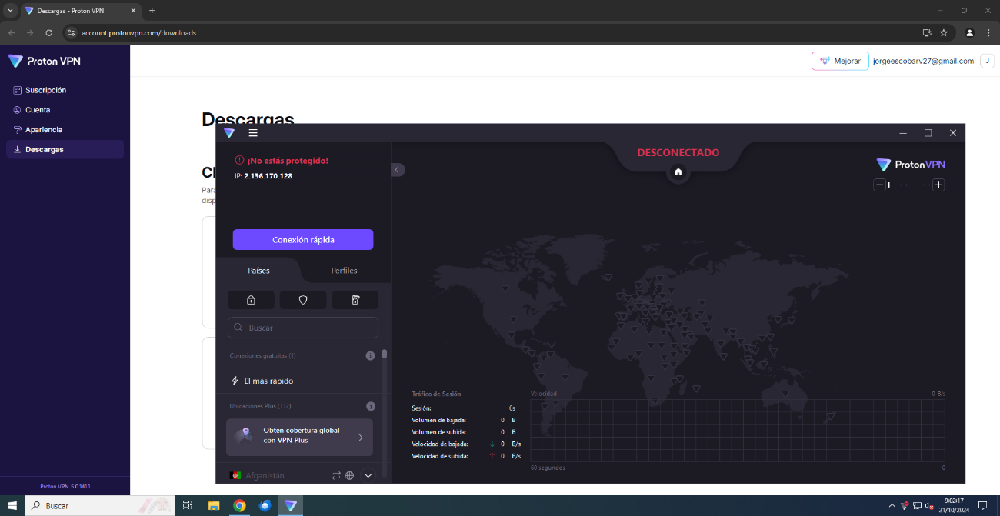 Descargas - Proton VPN
account.protonvpn.com/downloads
Proton VPN
Mejorar
jorgeescobarv27@gmail.com
J
Suscripción
Cuenta
Apariencia
Descargas
Descargas
Para
disp
DESCONECTADO
¡No estás protegido!
IP: 2.136.170.128
ProtonVPN
Conexión rápida
Países
Perfiles
Buscar
Conexiones gratuitas (1)
El más rápido
Ubicaciones Plus (112)
Obtén cobertura global
con VPN Plus
Afganistán
Tráfico de Sesión
Sesión: 0s
Volumen de bajada: 0 B
Volumen de subida: 0 B
Velocidad de bajada: 0 B/s
Velocidad de subida: 0 B/s
Velocidad
0 B/s
60 segundos
0
Proton VPN 5.0.141.1
Buscar
9:02:17
21/10/2024